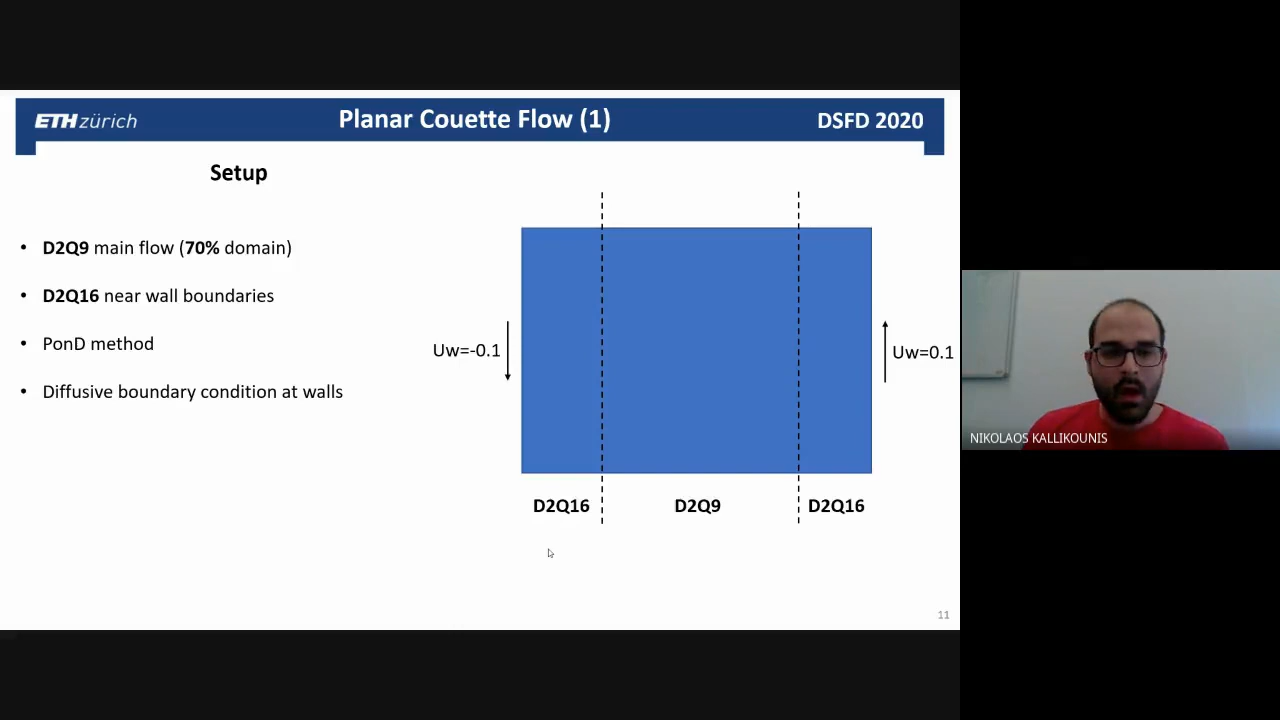 ETH zürich
Planar Couette Flow (1)
DSFD 2020
Setup
• D2Q9 main flow (70% domain)
• D2Q16 near wall boundaries
• PonD method
• Diffusive boundary condition at walls
Uw=-0.1
Uw=0.1
D2Q16
D2Q9
D2Q16
11
NIKOLAOS KALLIKOUNIS